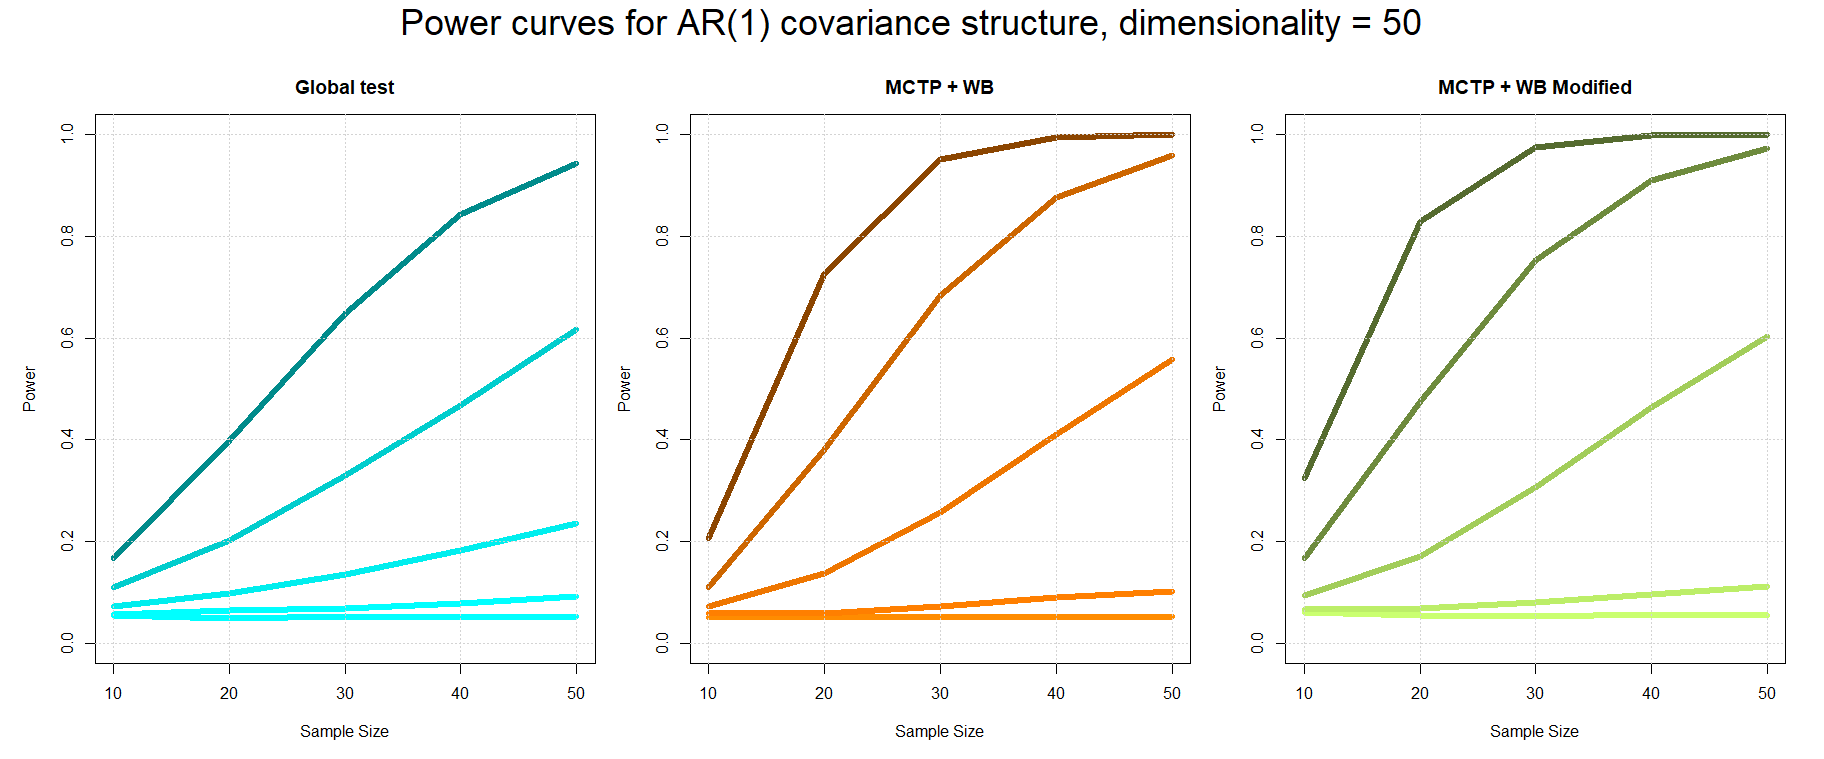 Power curves for AR(1) covariance structure, dimensionality = 50
Global test
Power
0.0
0.2
0.4
0.6
0.8
1.0
10 20 30 40 50
Sample Size
MCTP + WB
Power
0.0
0.2
0.4
0.6
0.8
1.0
10 20 30 40 50
Sample Size
MCTP + WB Modified
Power
0.0
0.2
0.4
0.6
0.8
1.0
10 20 30 40 50
Sample Size